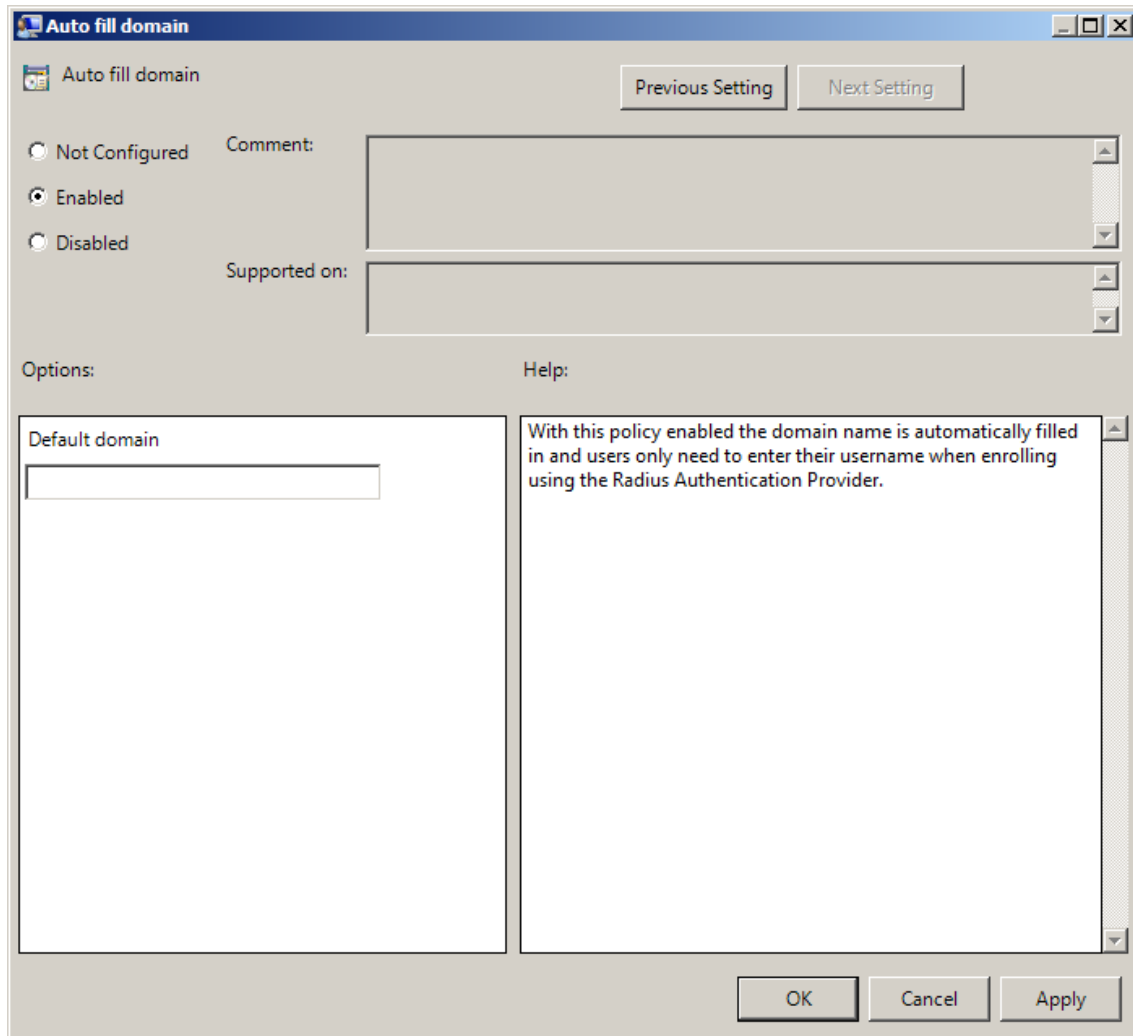 Auto fill domain
Auto fill domain
Previous Setting
Next Setting
Not Configured
Comment:
Enabled
Disabled
Supported on:
Options:
Help:
Default domain
With this policy enabled the domain name is automatically filled
in and users only need to enter their username when enrolling
using the Radius Authentication Provider.
OK
Cancel
Apply